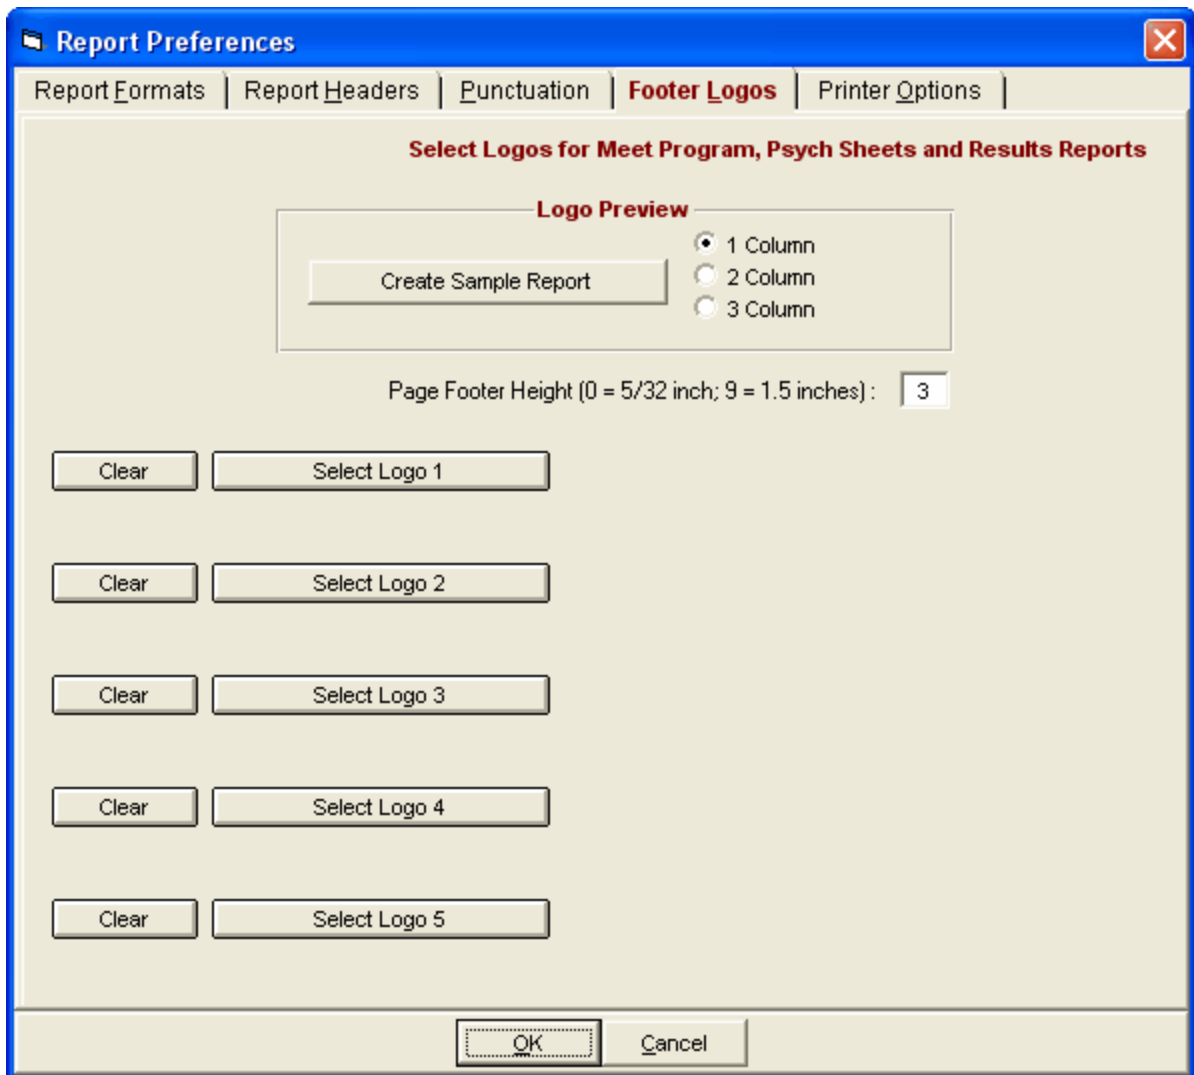 Report Preferences
Report Formats Report Headers Punctuation Footer Logos Printer Options
Select Logos for Meet Program, Psych Sheets and Results Reports
Logo Preview
Create Sample Report
1 Column
2 Column
3 Column
Page Footer Height (0 = 5/32 inch; 9 = 1.5 inches) : 3
Clear Select Logo 1
Clear Select Logo 2
Clear Select Logo 3
Clear Select Logo 4
Clear Select Logo 5
OK Cancel